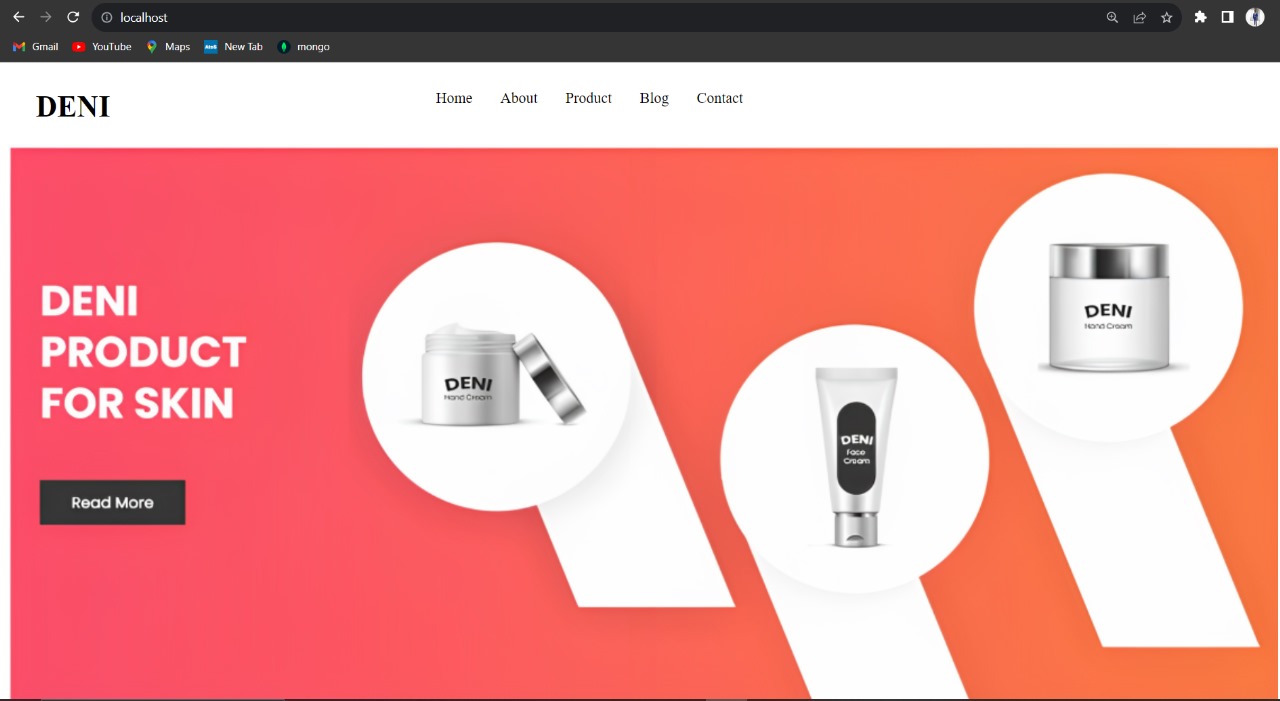 localhost
Gmail YouTube Maps AtoS New Tab mongo
DENI Home About Product Blog Contact
DENI
PRODUCT
FOR SKIN
Read More
DENI
Hand Cream
DENI
Face
Cream
DENI
Hand Cream